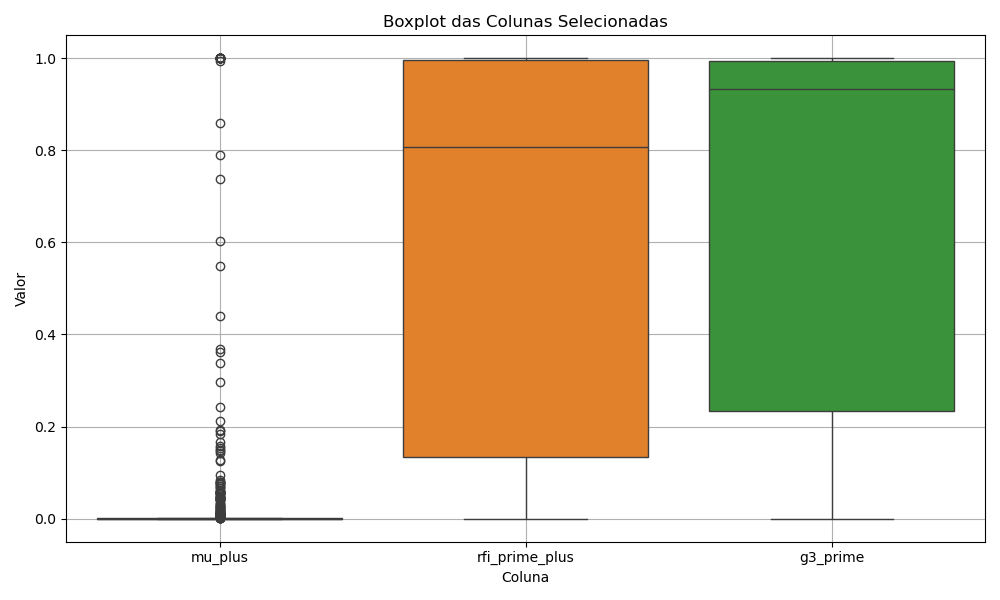 Boxplot das Colunas Selecionadas
1.0
0.8
0.6
0.4
0.2
0.0
Valor
mu_plus
rfi_prime_plus
g3_prime
Coluna